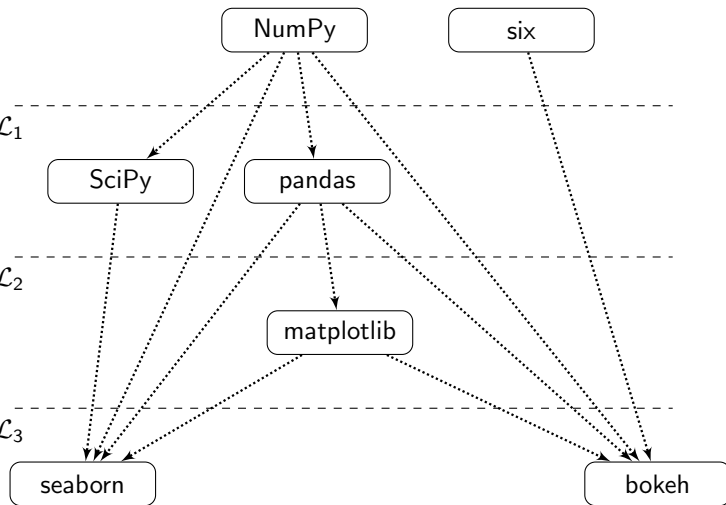 NumPy six
ℒ₁
SciPy pandas
ℒ₂
matplotlib
ℒ₃
seaborn bokeh